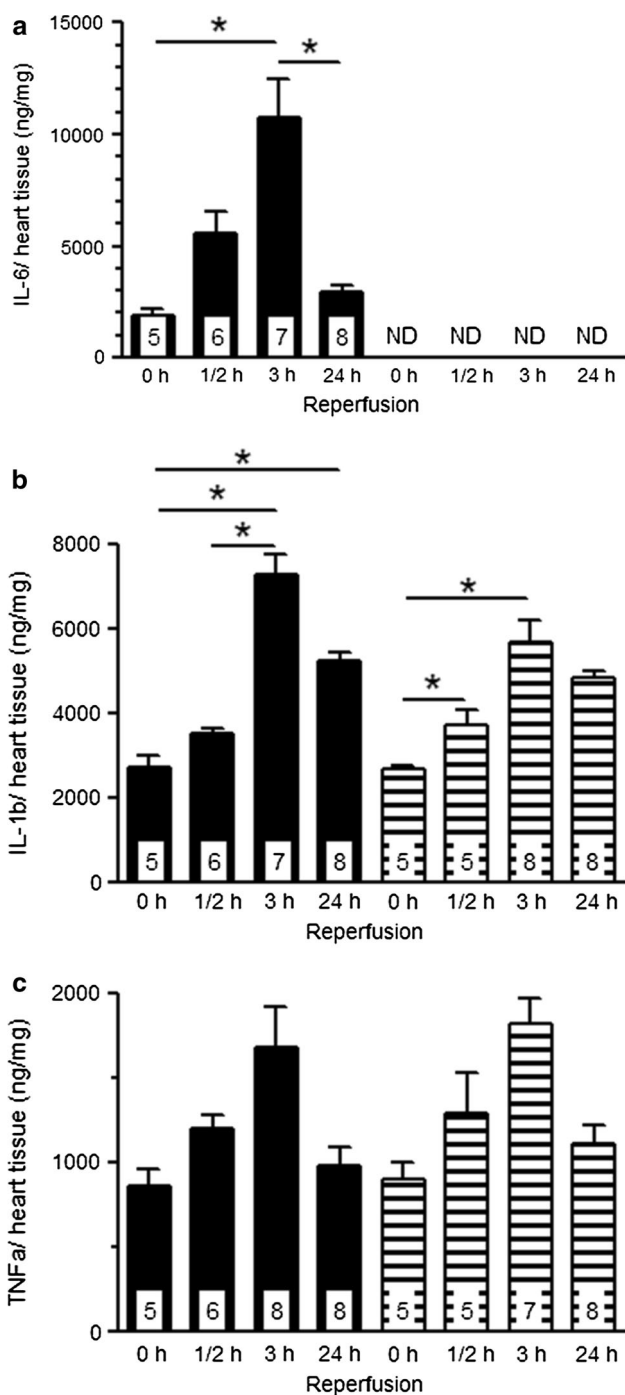 a
*
*
15000
10000
5000
0
IL-6/ heart tissue (ng/mg)
5 6 7 8 ND ND ND ND
0 h 1/2 h 3 h 24 h 0 h 1/2 h 3 h 24 h
Reperfusion
b
*
*
*
*
*
8000
6000
4000
2000
0
IL-1b/ heart tissue (ng/mg)
5 6 7 8 5 5 8 8
0 h 1/2 h 3 h 24 h 0 h 1/2 h 3 h 24 h
Reperfusion
c
2000
1000
0
TNFa/ heart tissue (ng/mg)
5 6 8 8 5 5 7 8
0 h 1/2 h 3 h 24 h 0 h 1/2 h 3 h 24 h
Reperfusion